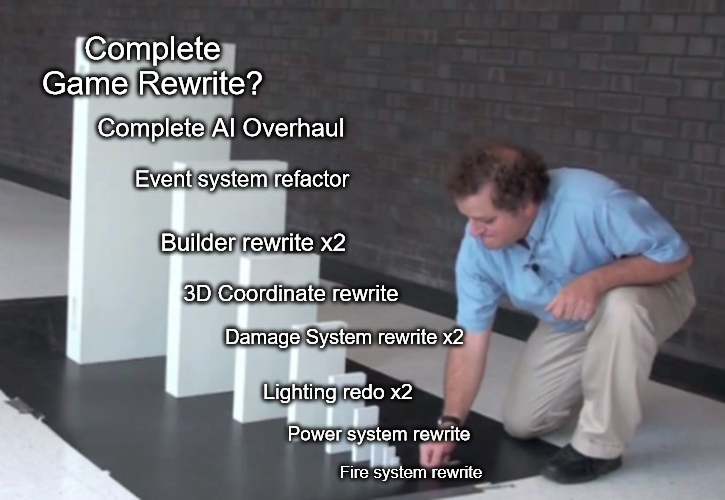 Complete
Game Rewrite?
Complete AI Overhaul
Event system refactor
Builder rewrite x2
3D Coordinate rewrite
Damage System rewrite x2
Lighting redo x2
Power system rewrite
Fire system rewrite